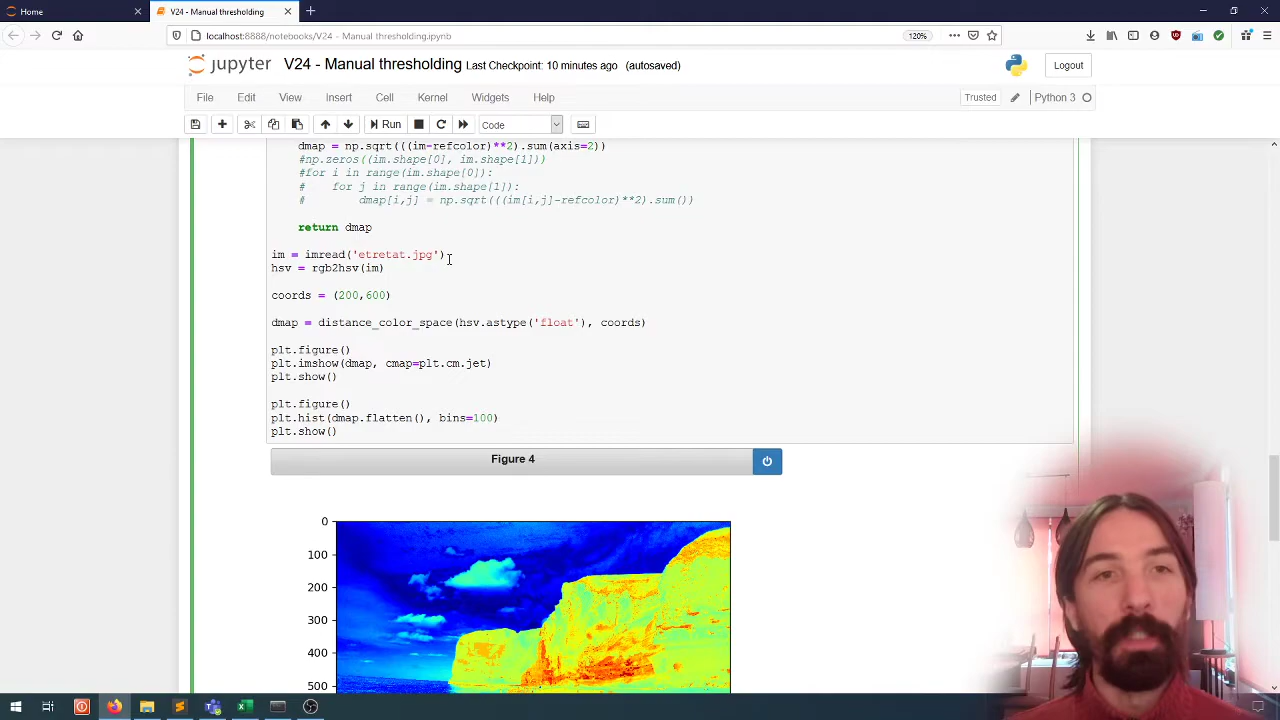 Home
V24 - Manual thresholding
localhost:8888/notebooks/V24 - Manual thresholding.ipynb
120%
jupyter V24 - Manual thresholding Last Checkpoint: 10 minutes ago (autosaved)
Logout
File Edit View Insert Cell Kernel Widgets Help
Trusted Python 3
Run Code
dmap = np.sqrt(((im-refcolor)**2).sum(axis=2))
#np.zeros((im.shape[0], im.shape[1]))
#for i in range(im.shape[0]):
#    for j in range(im.shape[1]):
#        dmap[i,j] = np.sqrt(((im[i,j]-refcolor)**2).sum())
return dmap
im = imread('etretat.jpg')
hsv = rgb2hsv(im)
coords = (200,600)
dmap = distance_color_space(hsv.astype('float'), coords)
plt.figure()
plt.imshow(dmap, cmap=plt.cm.jet)
plt.show()
plt.figure()
plt.hist(dmap.flatten(), bins=100)
plt.show()
Figure 4
0
100
200
300
400
500